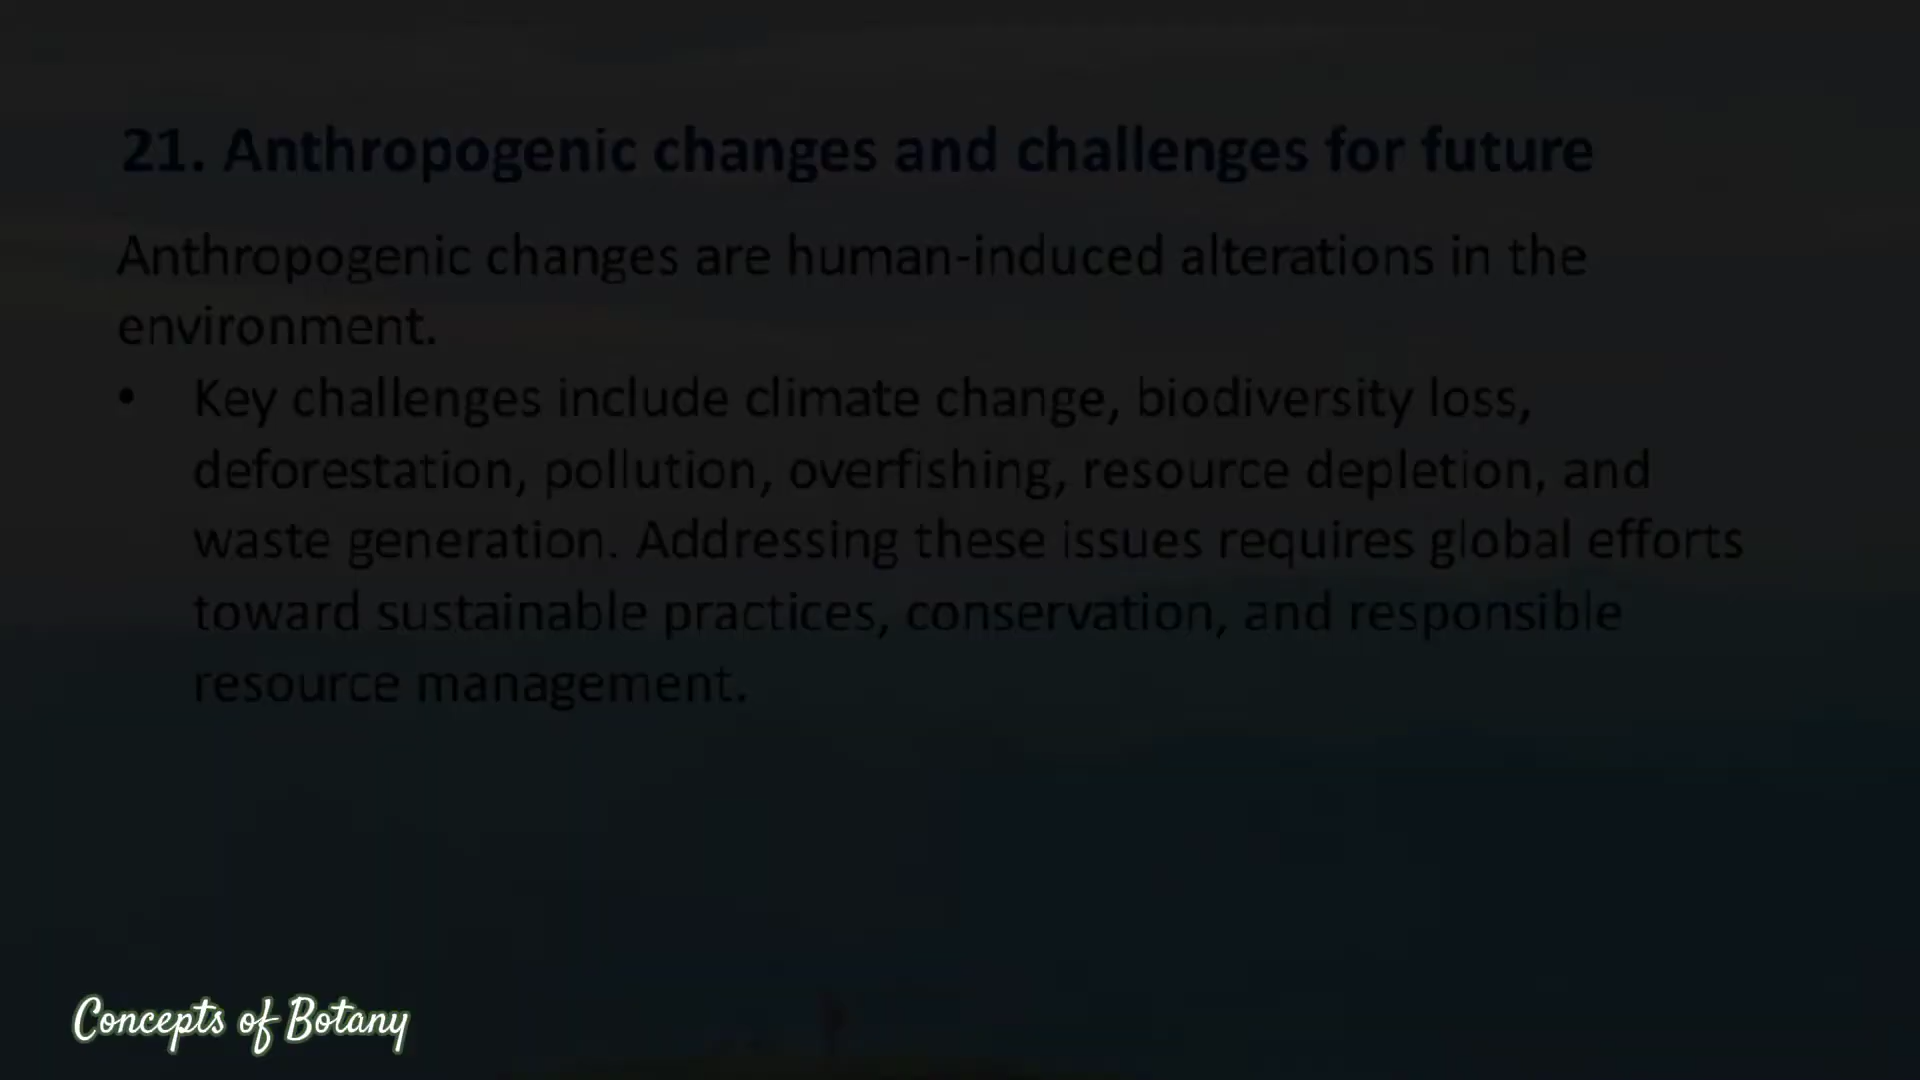 21. Anthropogenic changes and challenges for future
Anthropogenic changes are human-induced alterations in the
environment.
• Key challenges include climate change, biodiversity loss,
deforestation, pollution, overfishing, resource depletion, and
waste generation. Addressing these issues requires global efforts
toward sustainable practices, conservation, and responsible
resource management.
Concepts of Botany